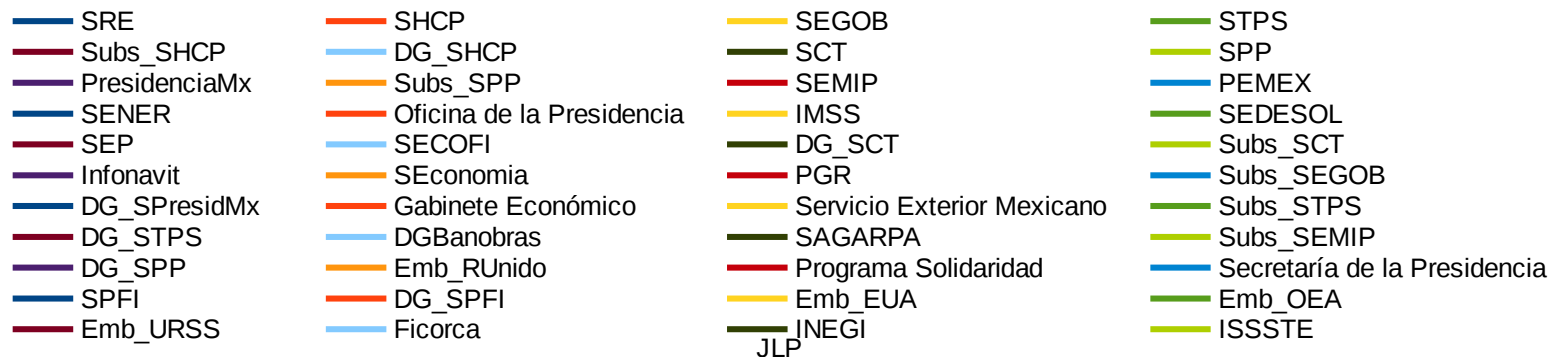 SRE SHCP SEGOB STPS
Subs_SHCP DG_SHCP SCT SPP
PresidenciaMx Subs_SPP SEMIP PEMEX
SENER Oficina de la Presidencia IMSS SEDESOL
SEP SECOFI DG_SCT Subs_SCT
Infonavit SEconomia PGR Subs_SEGOB
DG_SPresidMx Gabinete Económico Servicio Exterior Mexicano Subs_STPS
DG_STPS DGBanobras SAGARPA Subs_SEMIP
DG_SPP Emb_RUnido Programa Solidaridad Secretaría de la Presidencia
SPFI DG_SPFI Emb_EUA Emb_OEA
Emb_URSS Ficorca INEGI ISSSTE
JLP